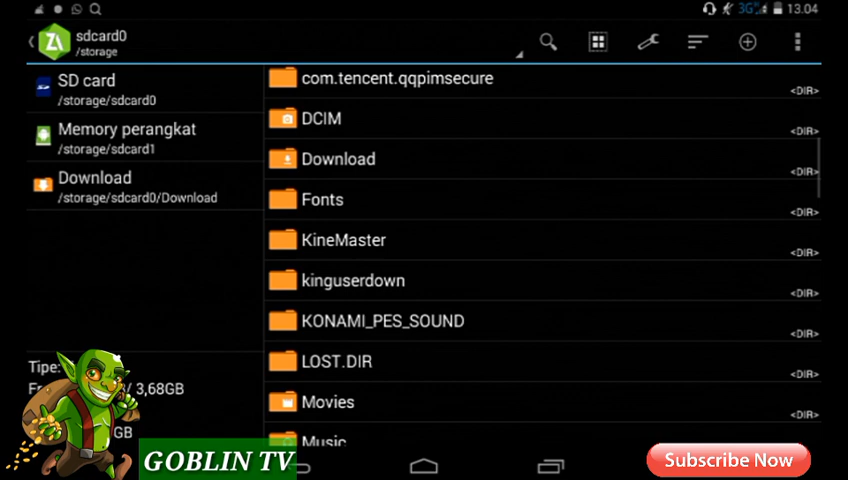 3G
13.04
sdcard0
/storage
SD card
/storage/sdcard0
Memory perangkat
/storage/sdcard1
Download
/storage/sdcard0/Download
com.tencent.qqpimsecure
<DIR>
DCIM
<DIR>
Download
<DIR>
Fonts
<DIR>
KineMaster
<DIR>
kinguserdown
<DIR>
KONAMI_PES_SOUND
<DIR>
LOST.DIR
<DIR>
Movies
<DIR>
Music
Tipe:
/ 3,68GB
GB
GOBLIN TV
Subscribe Now